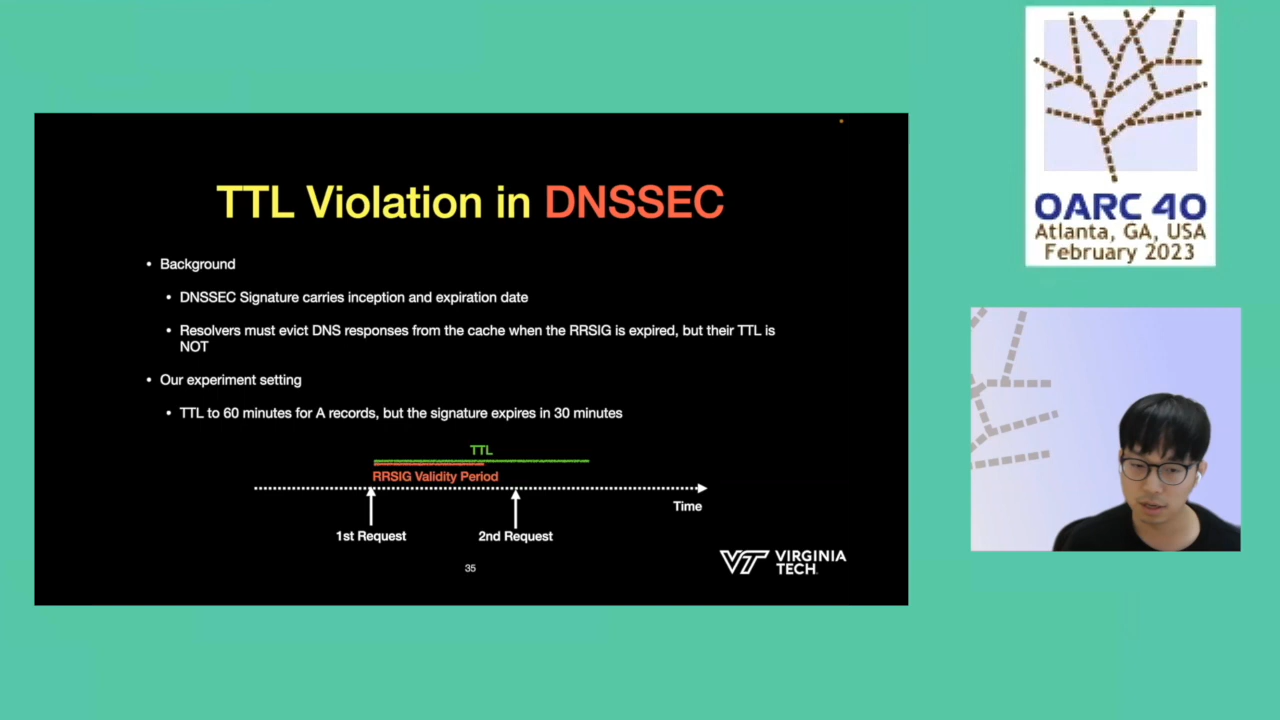 TTL Violation in DNSSEC
• Background
• DNSSEC Signature carries inception and expiration date
• Resolvers must evict DNS responses from the cache when the RRSIG is expired, but their TTL is
NOT
• Our experiment setting
• TTL to 60 minutes for A records, but the signature expires in 30 minutes
TTL
RRSIG Validity Period
Time
1st Request
2nd Request
35
VT VIRGINIA
TECH
OARC 40
Atlanta, GA, USA
February 2023